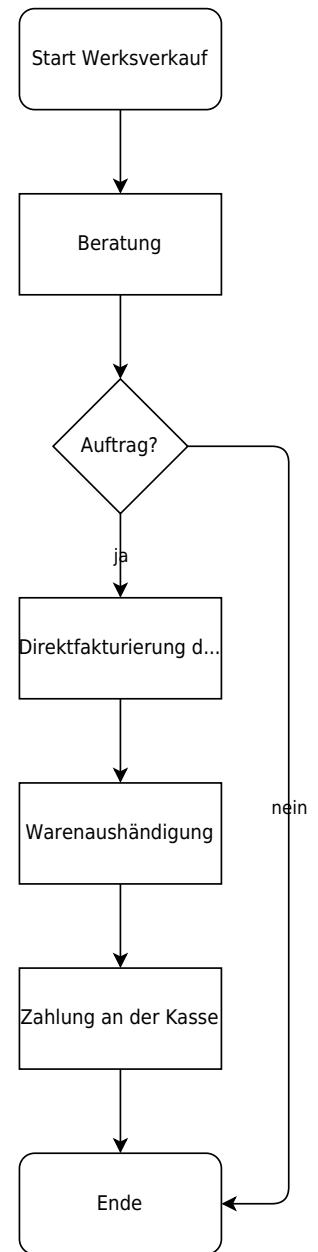 Start Werksverkauf
Beratung
Auftrag?
ja
Direktfakturierung d...
nein
Warenaushändigung
Zahlung an der Kasse
Ende